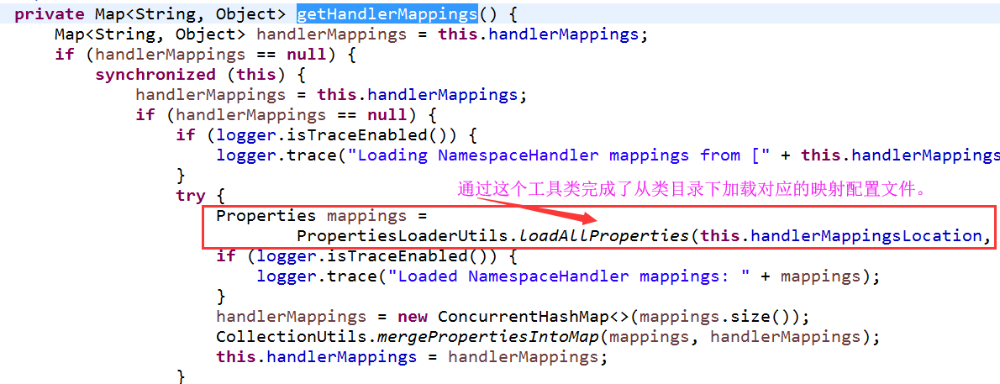 private Map<String, Object> getHandlerMappings() {
Map<String, Object> handlerMappings = this.handlerMappings;
if (handlerMappings == null) {
synchronized (this) {
handlerMappings = this.handlerMappings;
if (handlerMappings == null) {
if (logger.isTraceEnabled()) {
logger.trace("Loading NamespaceHandler mappings from [" + this.handlerMappings
}
通过这个工具类完成了从类目录下加载对应的映射配置文件。
try {
Properties mappings =
PropertiesLoaderUtils.loadAllProperties(this.handlerMappingsLocation,
if (logger.isTraceEnabled()) {
logger.trace("Loaded NamespaceHandler mappings: " + mappings);
}
handlerMappings = new ConcurrentHashMap<>(mappings.size());
CollectionUtils.mergePropertiesIntoMap(mappings, handlerMappings);
this.handlerMappings = handlerMappings;
}